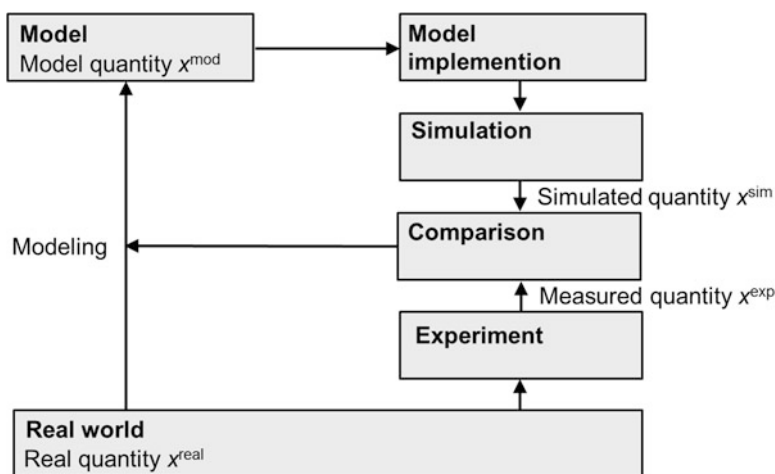 Model
Model quantity x^mod
Model
implemention
Simulation
Simulated quantity x^sim
Comparison
Modeling
Measured quantity x^exp
Experiment
Real world
Real quantity x^real